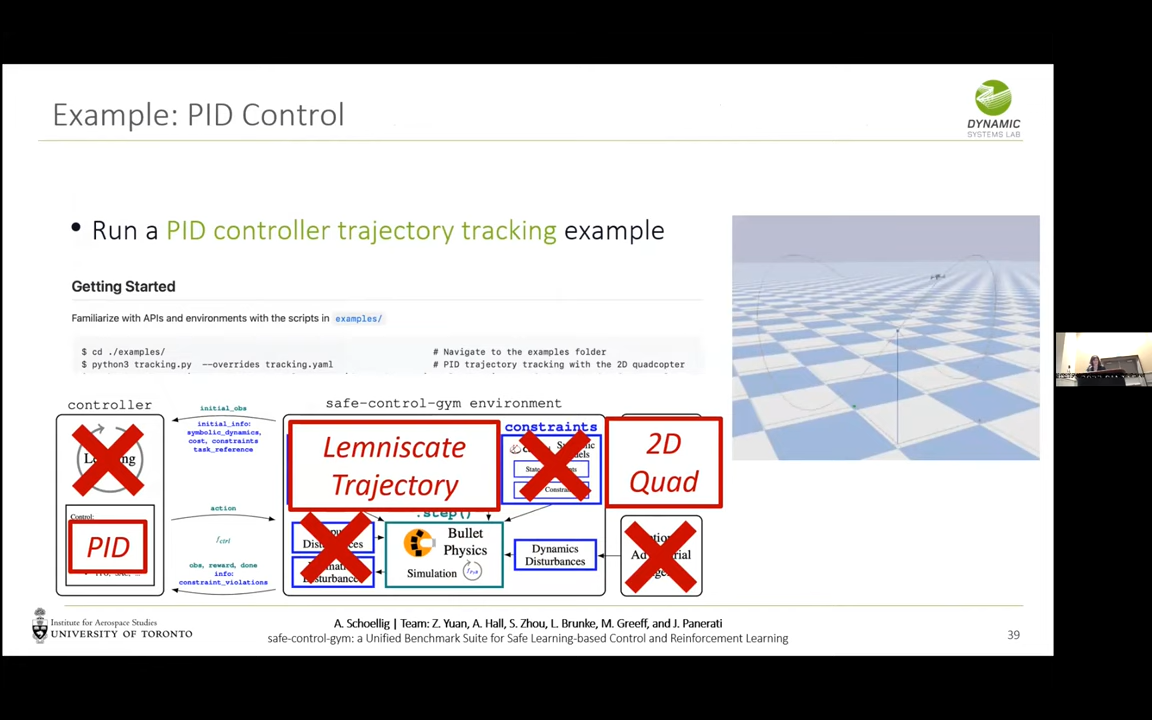 Example: PID Control
DYNAMIC
SYSTEMS LAB
• Run a PID controller trajectory tracking example
Getting Started
Familiarize with APIs and environments with the scripts in examples/
$ cd ./examples/ # Navigate to the examples folder
$ python3 tracking.py --overrides tracking.yaml # PID trajectory tracking with the 2D quadcopter
controller
safe-control-gym environment
initial_obs
initial_info:
symbolic_dynamics,
cost, constraints
task_reference
Lemniscate
Trajectory
constraints
2D
Quad
action
fctrl
obs, reward, done
info:
constraint_violations
Control:
PID
.step()
Bullet
Physics
Simulation
Dynamics
Disturbances
Institute for Aerospace Studies
UNIVERSITY OF TORONTO
A. Schoellig | Team: Z. Yuan, A. Hall, S. Zhou, L. Brunke, M. Greeff, and J. Panerati
safe-control-gym: a Unified Benchmark Suite for Safe Learning-based Control and Reinforcement Learning
39